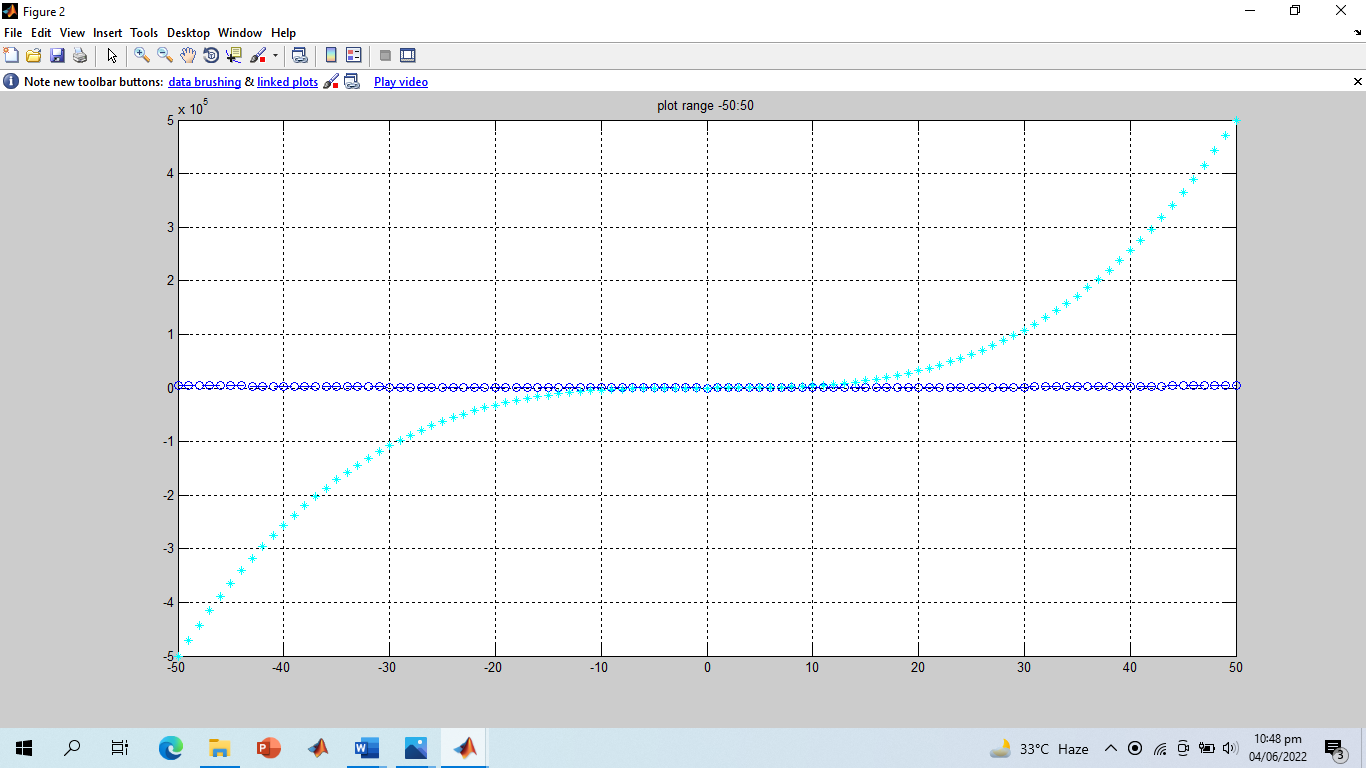 Figure 2
File Edit View Insert Tools Desktop Window Help
Note new toolbar buttons: data brushing & linked plots Play video
x 10^5
plot range -50:50
5
4
3
2
1
0
-1
-2
-3
-4
-5
-50 -40 -30 -20 -10 0 10 20 30 40 50
33°C Haze
10:48 pm
04/06/2022
3